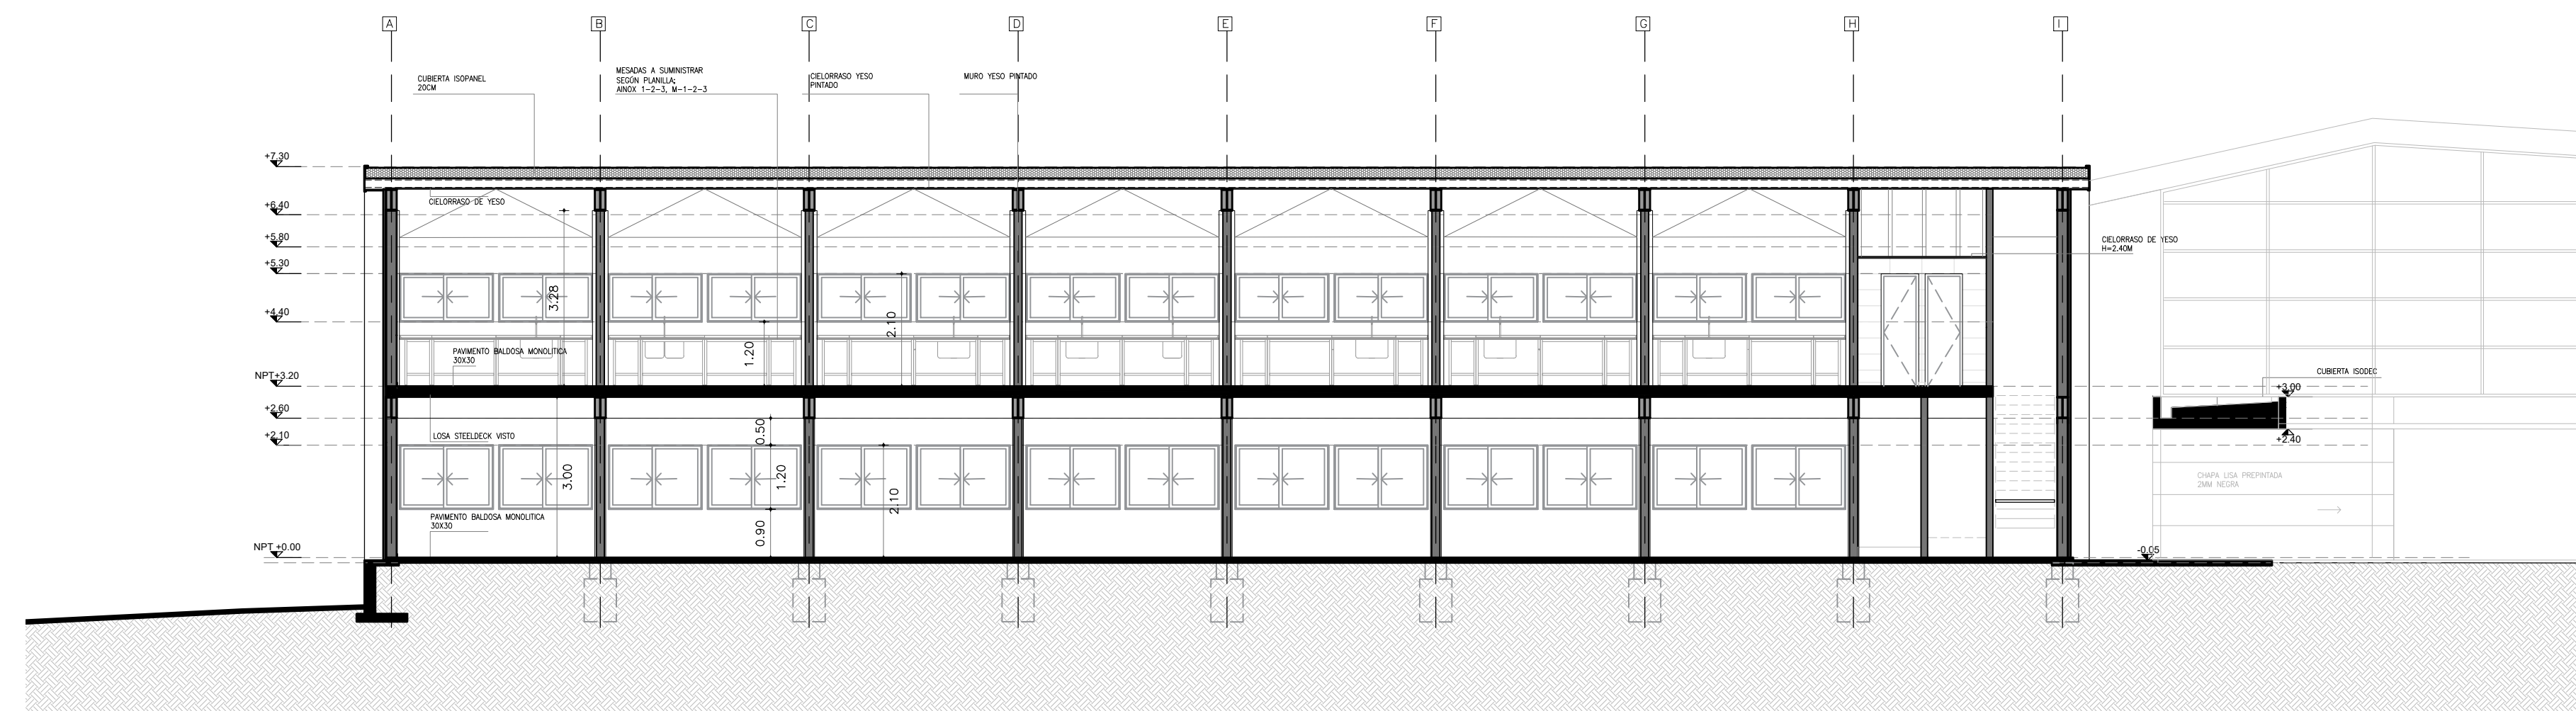 A B C D E F G H I
CUBIERTA ISOPANEL
20CM
MESADAS A SUMINISTRAR
SEGÚN PLANILLA;
AINOX 1-2-3, M-1-2-3
CIELORRASO YESO
PINTADO
MURO YESO PINTADO
+7.30
CIELORRASO DE YESO
+6.40
+5.80
CIELORRASO DE YESO
H=2.40M
+5.30
3.28
+4.40
2.10
1.20
PAVIMENTO BALDOSA MONOLITICA
30X30
NPT+3.20
CUBIERTA ISODEC
+3.00
+2.60
0.50
LOSA STEELDECK VISTO
+2.10
+2.40
3.00
1.20
2.10
CHAPA LISA PREPINTADA
2MM NEGRA
PAVIMENTO BALDOSA MONOLITICA
30X30
0.90
NPT +0.00
-0.05